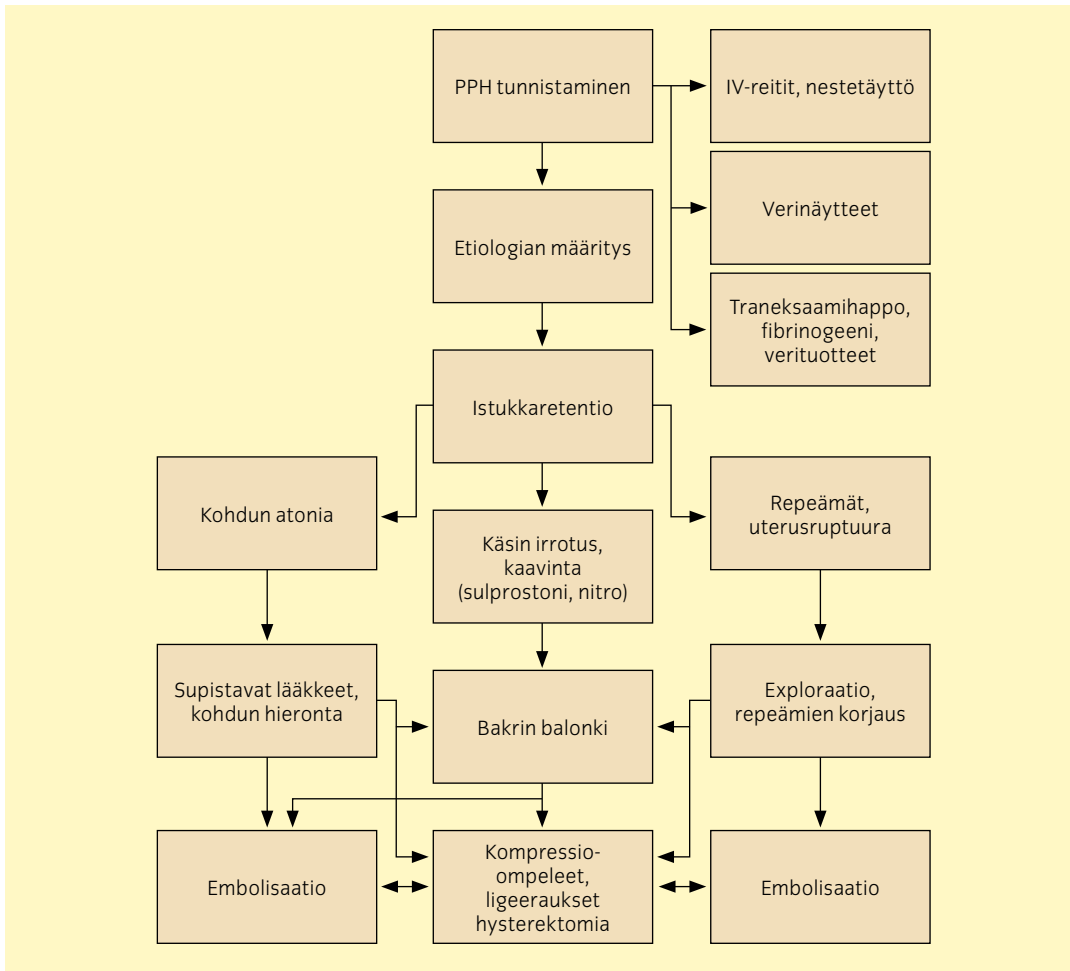 PPH tunnistaminen
IV-reitit, nestetäyttö
Verinäytteet
Etiologian määritys
Traneksaamihappo,
fibrinogeeni,
verituotteet
Istukkaretentio
Kohdun atonia
Käsin irrotus,
kaavinta
(sulprostoni, nitro)
Repeämät,
uterusruptuura
Supistavat lääkkeet,
kohdun hieronta
Bakrin balonki
Exploraatio,
repeämien korjaus
Embolisaatio
Kompressio-
ompeleet,
ligeeraukset
hysterektomia
Embolisaatio